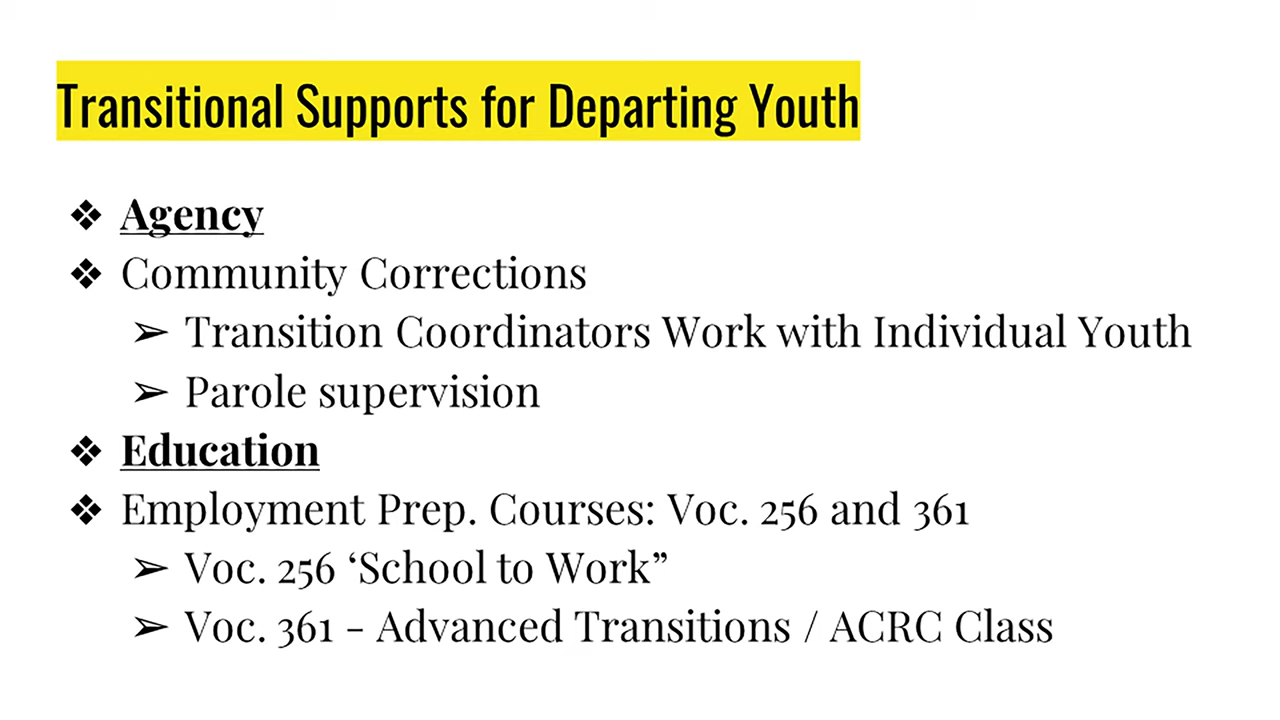 Transitional Supports for Departing Youth
❖ Agency
❖ Community Corrections
➢ Transition Coordinators Work with Individual Youth
➢ Parole supervision
❖ Education
❖ Employment Prep. Courses: Voc. 256 and 361
➢ Voc. 256 ‘School to Work”
➢ Voc. 361 - Advanced Transitions / ACRC Class